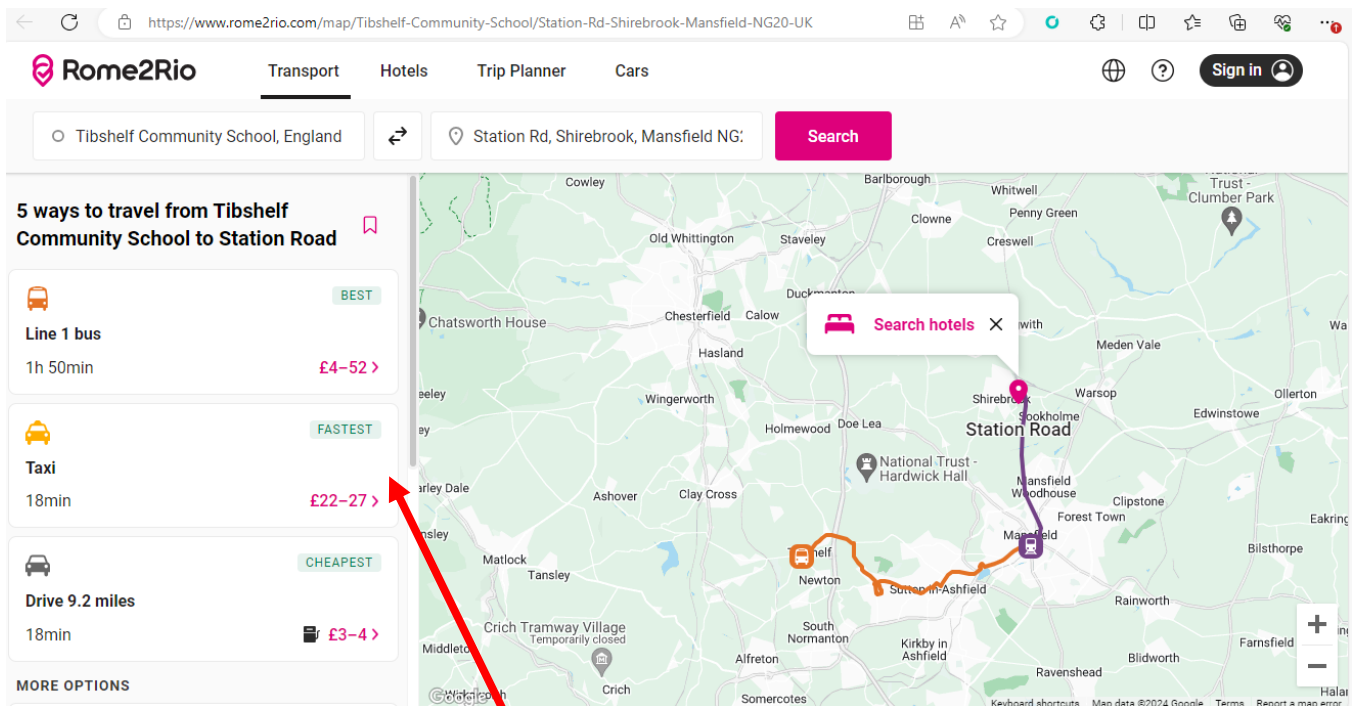 https://www.rome2rio.com/map/Tibshelf-Community-School/Station-Rd-Shirebrook-Mansfield-NG20-UK
Rome2Rio
Transport
Hotels
Trip Planner
Cars
Sign in
Tibshelf Community School, England
Station Rd, Shirebrook, Mansfield NG
Search
5 ways to travel from Tibshelf
Community School to Station Road
BEST
Line 1 bus
1h 50min
£4–52
FASTEST
Taxi
18min
£22–27
CHEAPEST
Drive 9.2 miles
18min
£3–4
MORE OPTIONS
Cowley
Barlborough
Whitwell
Trust -
Clumber Park
Clowne
Penny Green
Old Whittington
Staveley
Creswell
Chatsworth House
Chesterfield
Calow
Search hotels
Meden Vale
Hasland
Wingerworth
Warsop
Ollerton
Edwinstowe
Holmewood
Doe Lea
Station Road
National Trust -
Hardwick Hall
Mansfield
Woodhouse
Ashover
Clay Cross
Clipstone
Forest Town
Matlock
Bilsthorpe
Tansley
Newton
Sutton-in-Ashfield
Rainworth
Crich Tramway Village
Temporarily closed
South
Normanton
Kirkby in
Ashfield
Farnsfield
Alfreton
Blidworth
Ravenshead
Crich
Somercotes
Google
Keyboard shortcuts
Map data ©2024 Google
Terms
Report a map error